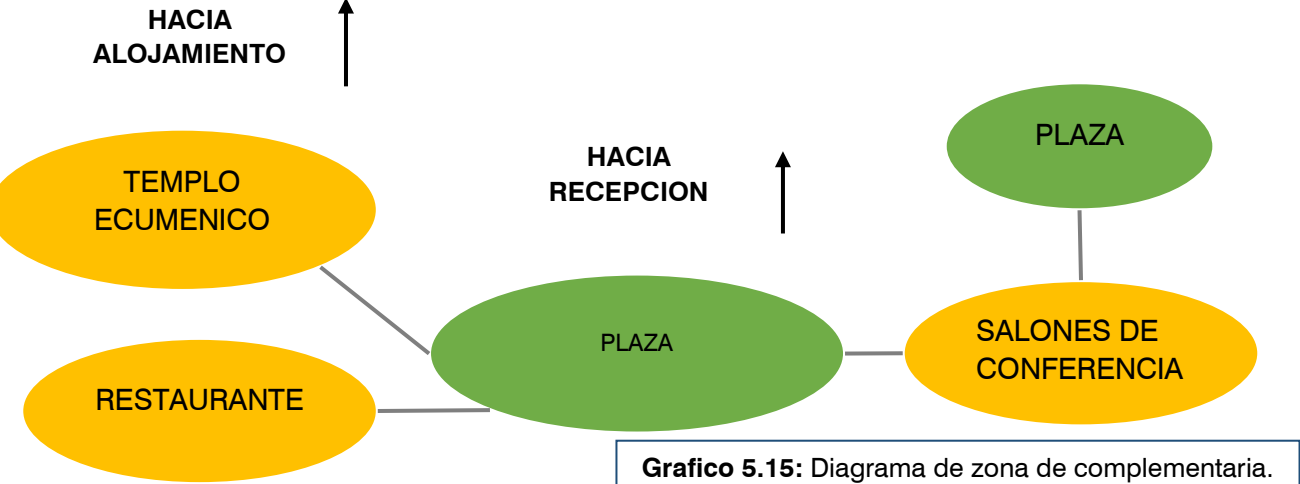 HACIA
ALOJAMIENTO
PLAZA
HACIA
RECEPCION
TEMPLO
ECUMENICO
SALONES DE
CONFERENCIA
PLAZA
RESTAURANTE
Grafico 5.15: Diagrama de zona de complementaria.